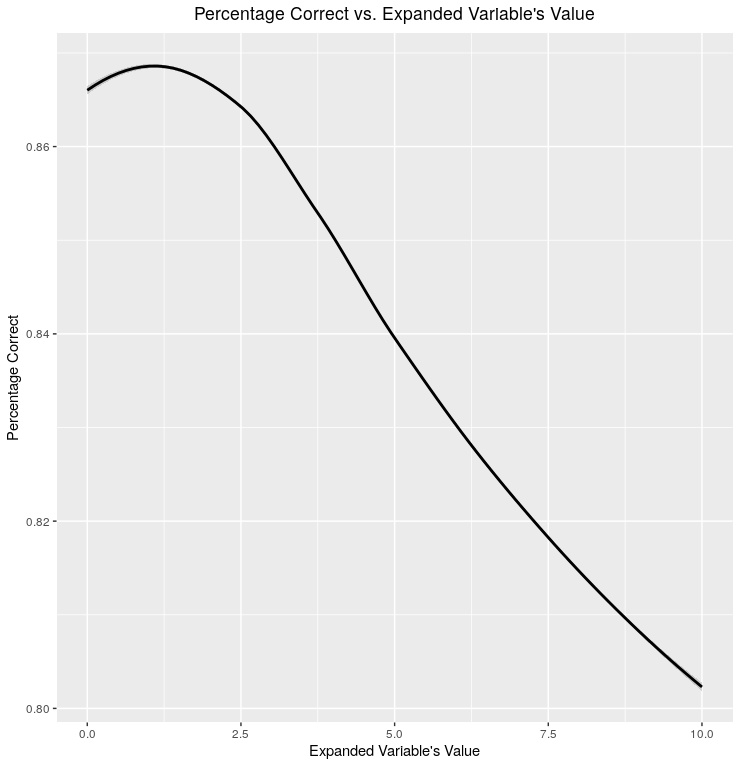 Percentage Correct vs. Expanded Variable's Value
Percentage Correct
0.86
0.84
0.82
0.80
0.0 2.5 5.0 7.5 10.0
Expanded Variable's Value